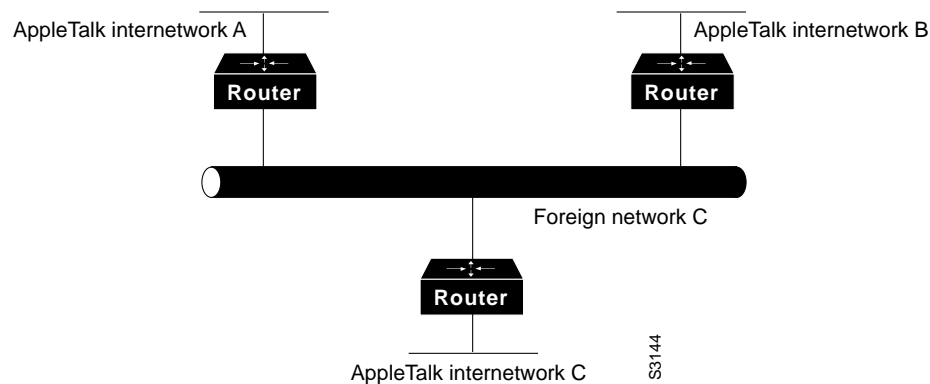 AppleTalk internetwork A
AppleTalk internetwork B
Router
Router
Foreign network C
Router
S3144
AppleTalk internetwork C